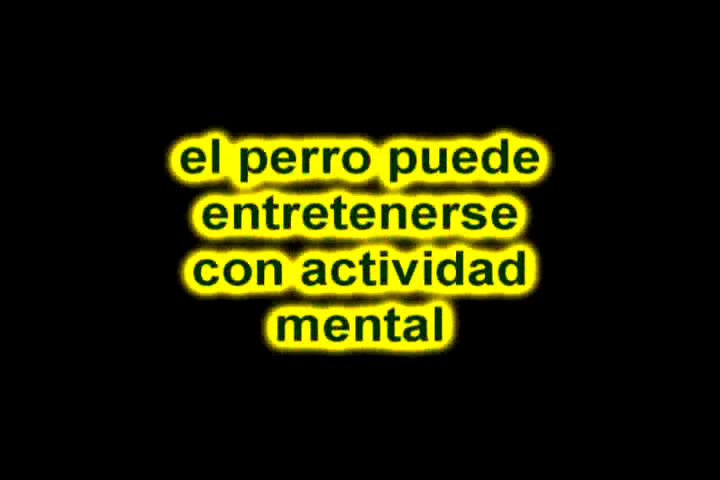 el perro puede
entretenerse
con actividad
mental